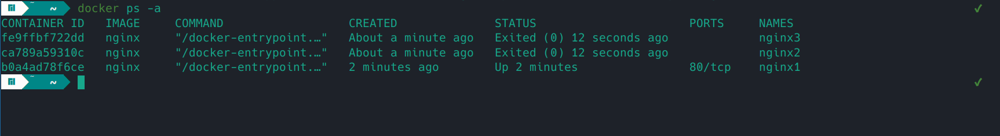 ~ docker ps -a ✓
CONTAINER ID IMAGE COMMAND CREATED STATUS PORTS NAMES
fe9ffbf722dd nginx "/docker-entrypoint.…" About a minute ago Exited (0) 12 seconds ago nginx3
ca789a59310c nginx "/docker-entrypoint.…" About a minute ago Exited (0) 12 seconds ago nginx2
b0a4ad78f6ce nginx "/docker-entrypoint.…" 2 minutes ago Up 2 minutes 80/tcp nginx1
~ ✓